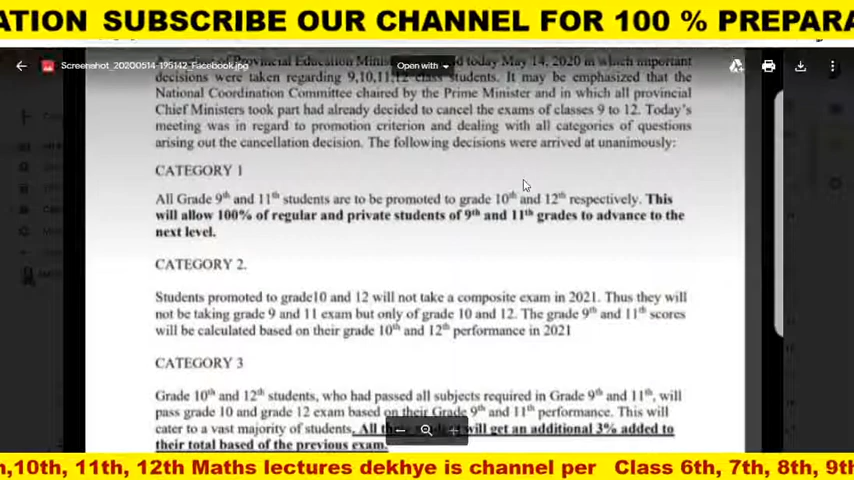 ATION SUBSCRIBE OUR CHANNEL FOR 100 % PREPARA
Screenshot_20200514-195142_Facebook.jpg
Open with
Provincial Education today May 14, 2020 in which important
decisions were taken regarding 9,10,11,12 class students. It may be emphasized that the
National Coordination Committee chaired by the Prime Minister and in which all provincial
Chief Ministers took part had already decided to cancel the exams of classes 9 to 12. Today's
meeting was in regard to promotion criterion and dealing with all categories of questions
arising out the cancellation decision. The following decisions were arrived at unanimously:
CATEGORY 1
All Grade 9th and 11th students are to be promoted to grade 10th and 12th respectively. This
will allow 100% of regular and private students of 9th and 11th grades to advance to the
next level.
CATEGORY 2.
Students promoted to grade10 and 12 will not take a composite exam in 2021. Thus they will
not be taking grade 9 and 11 exam but only of grade 10 and 12. The grade 9th and 11th scores
will be calculated based on their grade 10th and 12th performance in 2021
CATEGORY 3
Grade 10th and 12th students, who had passed all subjects required in Grade 9th and 11th, will
pass grade 10 and grade 12 exam based on their Grade 9th and 11th performance. This will
cater to a vast majority of students, All will get an additional 3% added to
their total based of the previous exam.
h,10th, 11th, 12th Maths lectures dekhye is channel per Class 6th, 7th, 8th, 9th